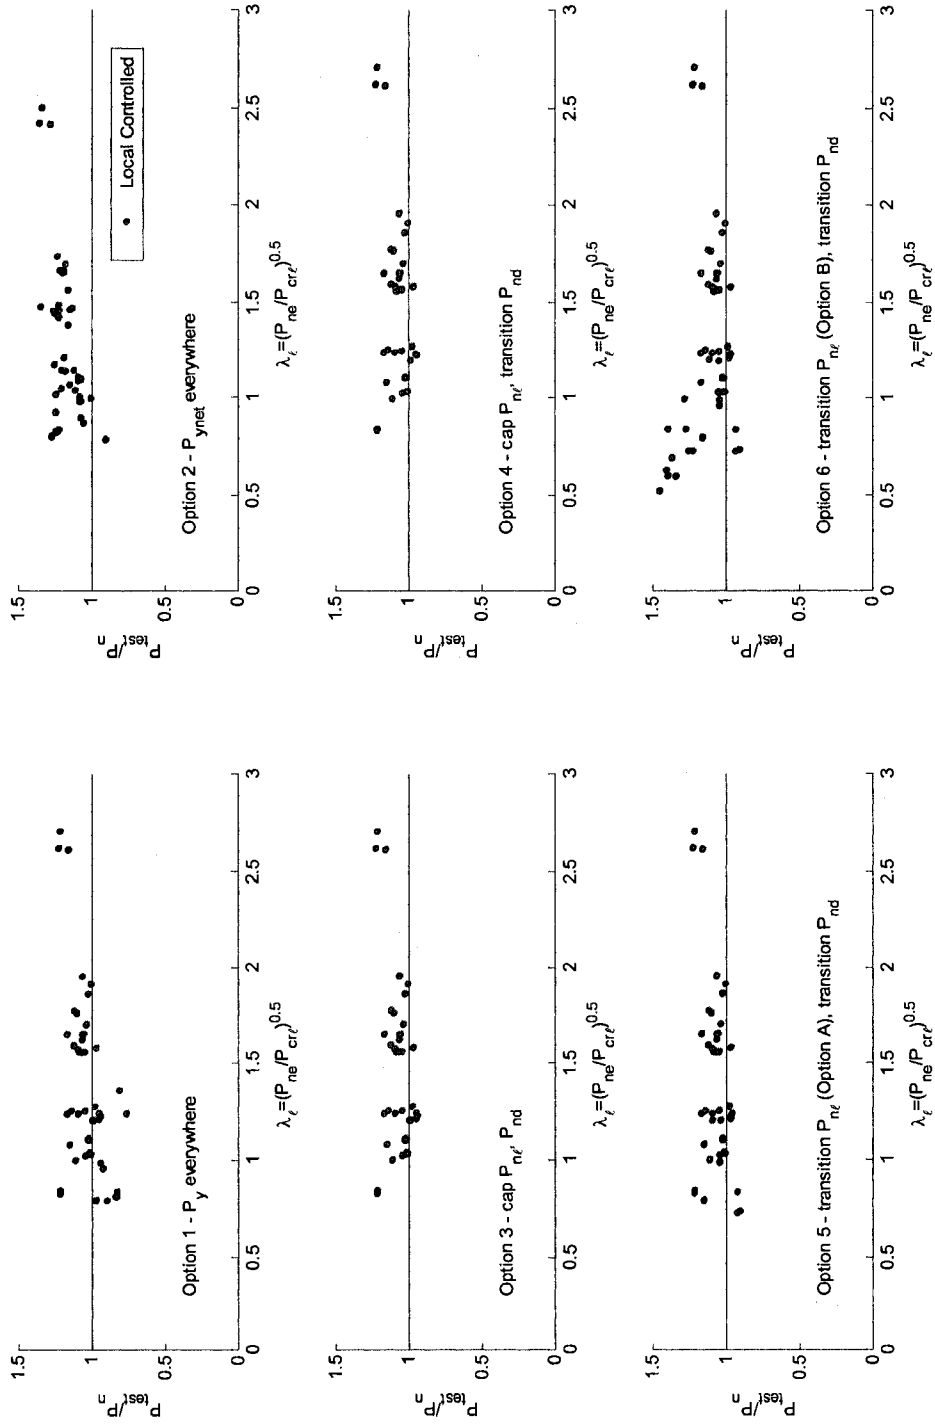 1.5
1
0.5
0
P_test/P_n
0 0.5 1 1.5 2 2.5 3
λ_ℓ=(P_ne/P_crℓ)^0.5
Option 1 - P_y everywhere
1.5
1
0.5
0
P_test/P_n
0 0.5 1 1.5 2 2.5 3
λ_ℓ=(P_ne/P_crℓ)^0.5
Option 2 - P_ynet everywhere
Local Controlled
1.5
1
0.5
0
P_test/P_n
0 0.5 1 1.5 2 2.5 3
λ_ℓ=(P_ne/P_crℓ)^0.5
Option 3 - cap P_nℓ, P_nd
1.5
1
0.5
0
P_test/P_n
0 0.5 1 1.5 2 2.5 3
λ_ℓ=(P_ne/P_crℓ)^0.5
Option 4 - cap P_nℓ, transition P_nd
1.5
1
0.5
0
P_test/P_n
0 0.5 1 1.5 2 2.5 3
λ_ℓ=(P_ne/P_crℓ)^0.5
Option 5 - transition P_nℓ (Option A), transition P_nd
1.5
1
0.5
0
P_test/P_n
0 0.5 1 1.5 2 2.5 3
λ_ℓ=(P_ne/P_crℓ)^0.5
Option 6 - transition P_nℓ (Option B), transition P_nd